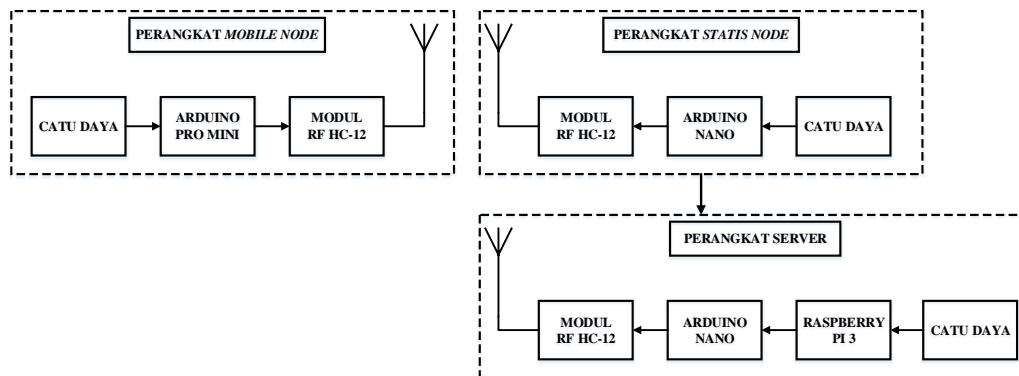 PERANGKAT MOBILE NODE
CATU DAYA
ARDUINO
PRO MINI
MODUL
RF HC-12
PERANGKAT STATIS NODE
MODUL
RF HC-12
ARDUINO
NANO
CATU DAYA
PERANGKAT SERVER
MODUL
RF HC-12
ARDUINO
NANO
RASPBERRY
PI 3
CATU DAYA